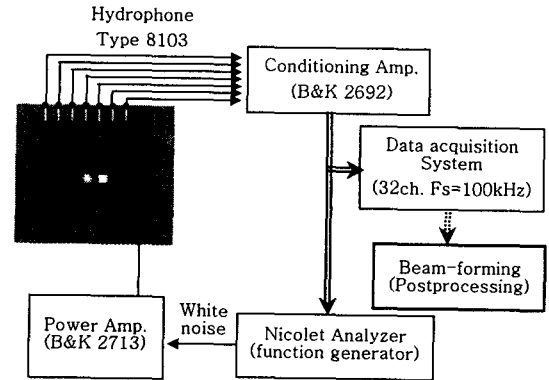 Hydrophone
Type 8103
Conditioning Amp.
(B&K 2692)
Data acquisition
System
(32ch. Fs=100kHz)
Beam-forming
(Postprocessing)
White
noise
Power Amp.
(B&K 2713)
Nicolet Analyzer
(function generator)